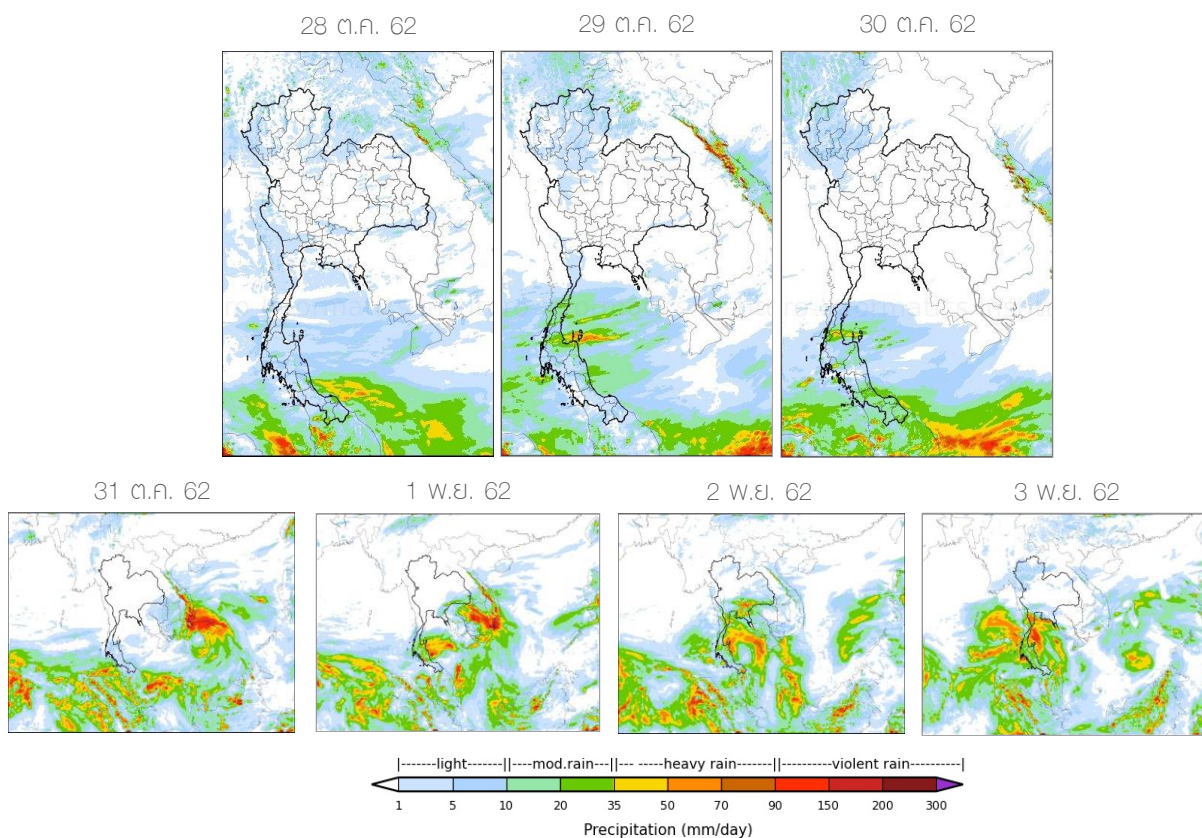 28 ต.ค. 62
29 ต.ค. 62
30 ต.ค. 62
31 ต.ค. 62
1 พ.ย. 62
2 พ.ย. 62
3 พ.ย. 62
|-------light-------||----mod.rain----||--- -----heavy rain-----||----------violent rain----------|
1 5 10 20 35 50 70 90 150 200 300
Precipitation (mm/day)